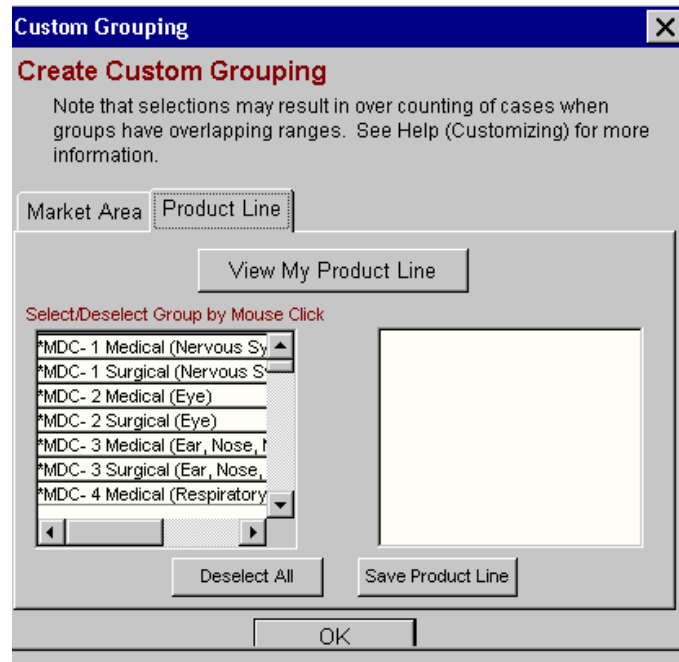 Custom Grouping
Create Custom Grouping
Note that selections may result in over counting of cases when
groups have overlapping ranges. See Help (Customizing) for more
information.
Market Area
Product Line
View My Product Line
Select/Deselect Group by Mouse Click
*MDC- 1 Medical (Nervous Sy
*MDC- 1 Surgical (Nervous S
*MDC- 2 Medical (Eye)
*MDC- 2 Surgical (Eye)
*MDC- 3 Medical (Ear, Nose, M
*MDC- 3 Surgical (Ear, Nose,
*MDC- 4 Medical (Respiratory
Deselect All
Save Product Line
OK